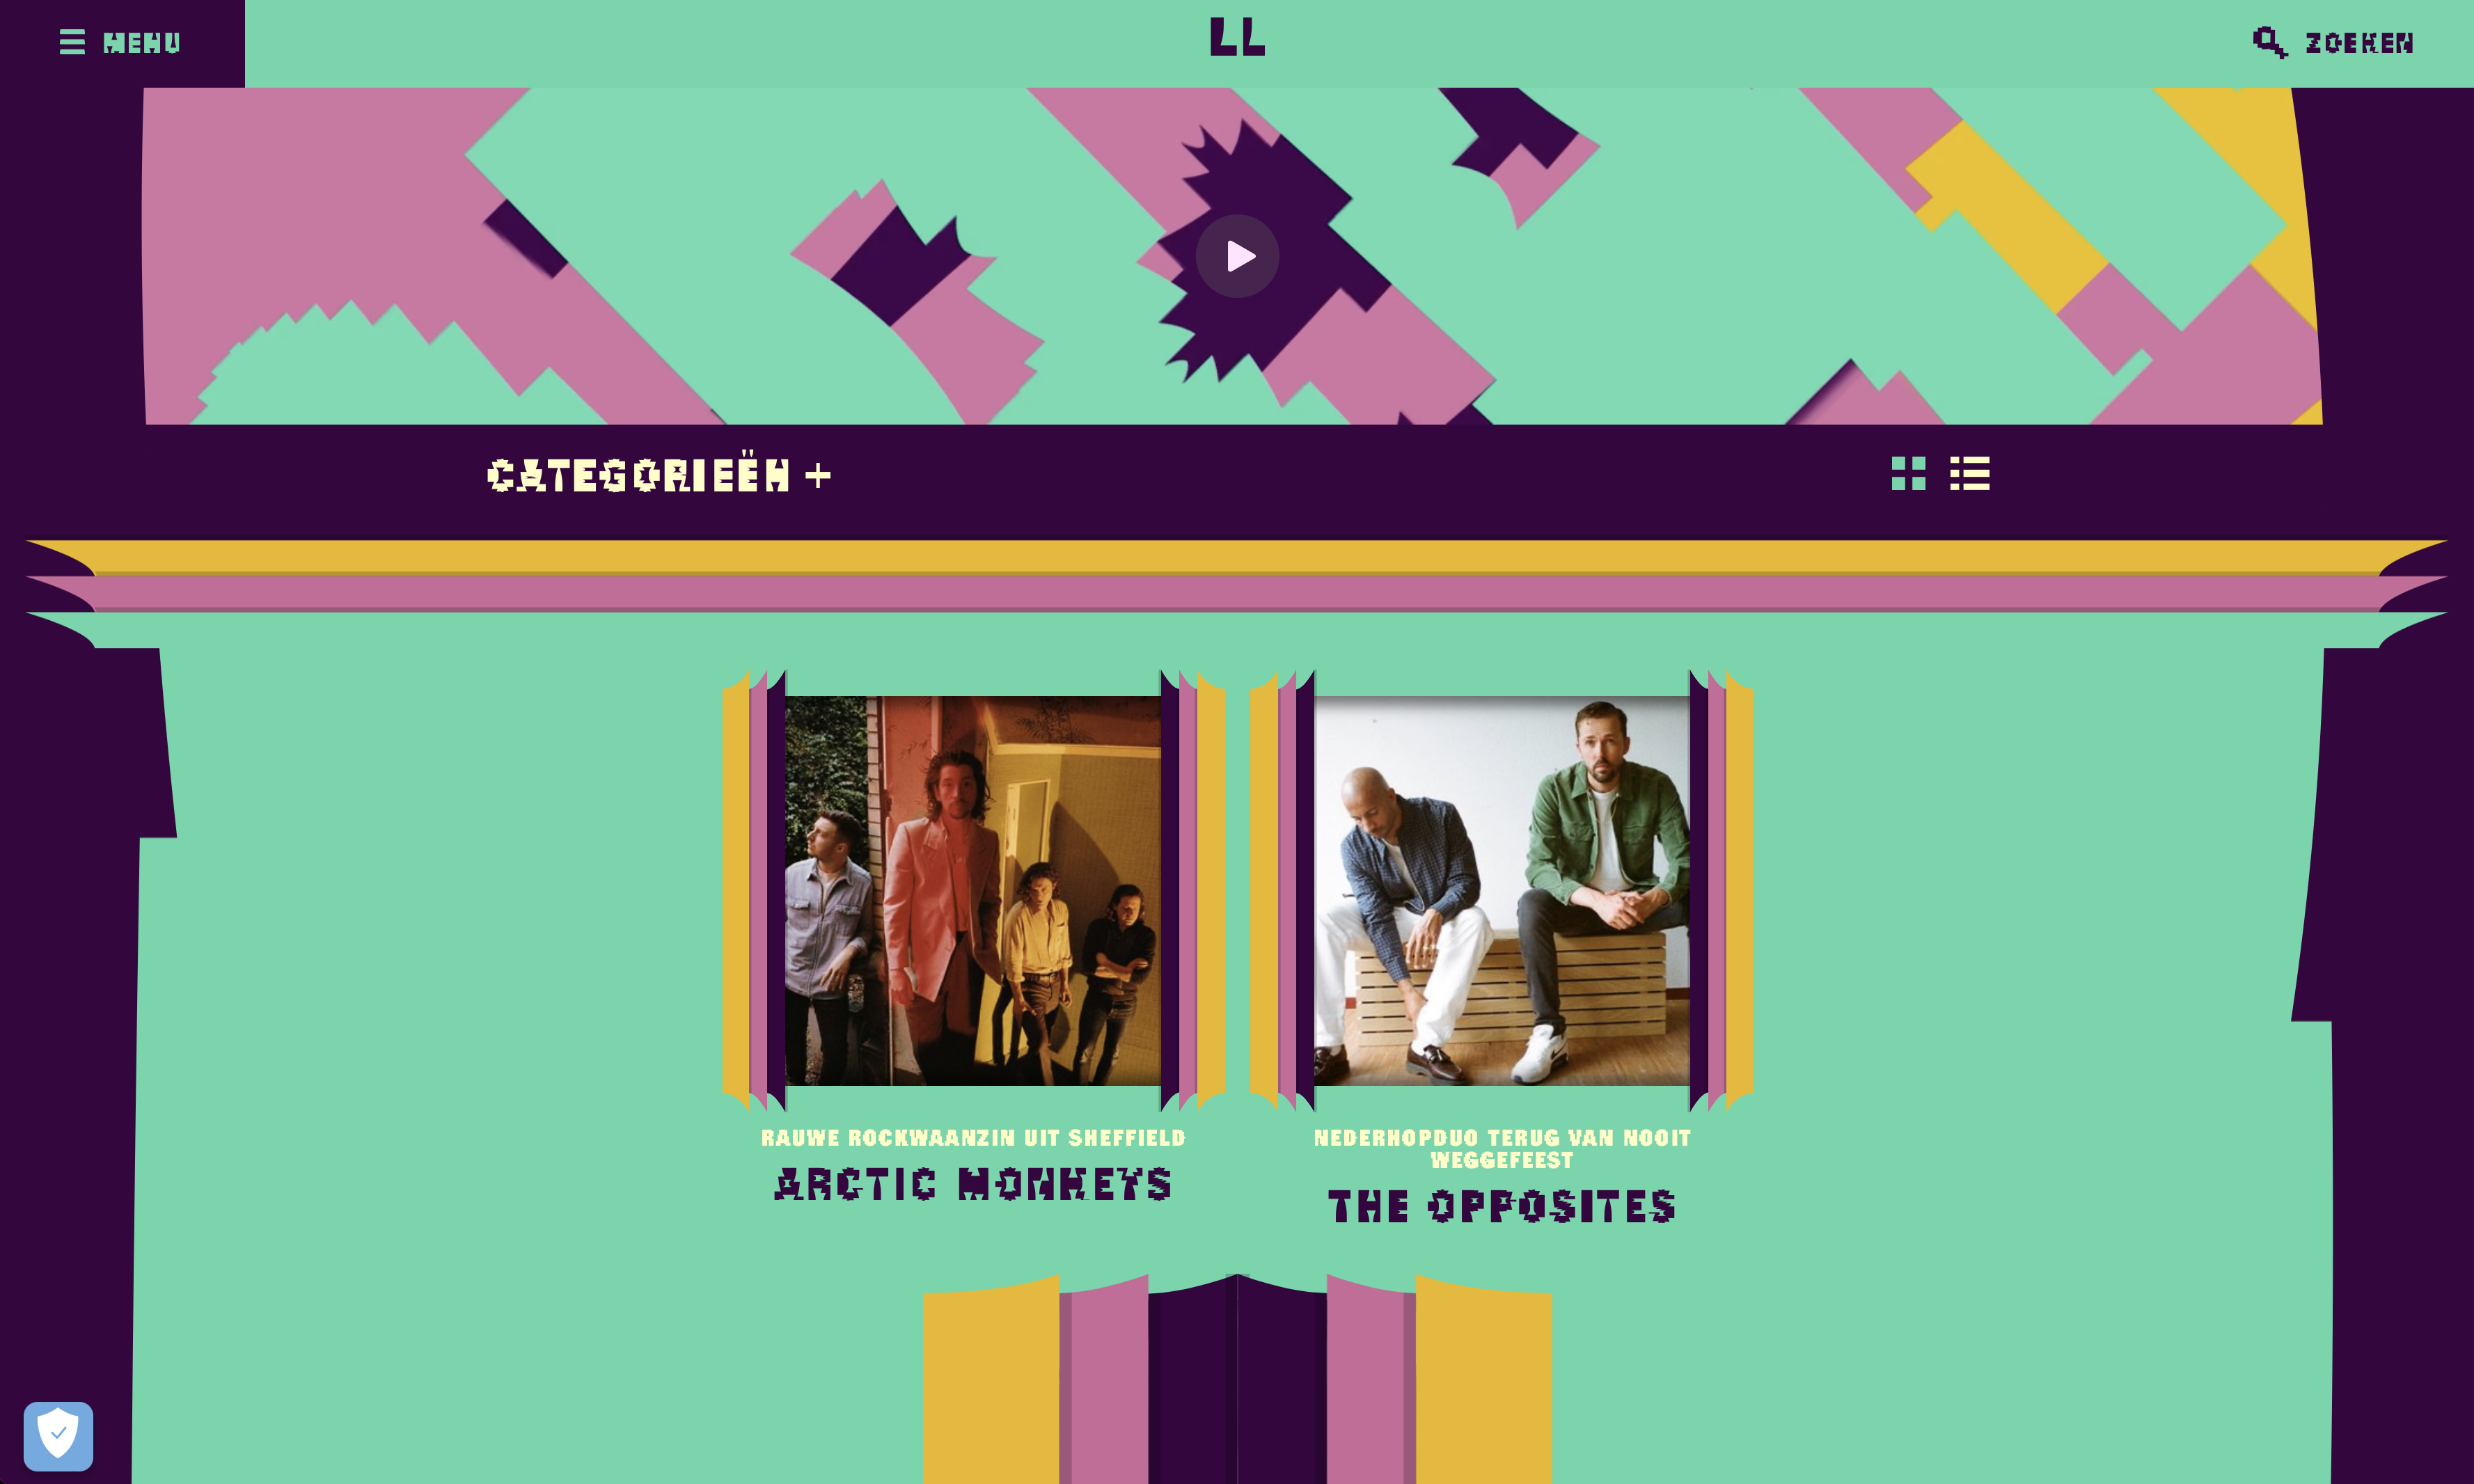 MENU
LL
ZOEKEN
CATEGORIEËN +
RAUWE ROCKWAANZIN UIT SHEFFIELD
ARCTIC MONKEYS
NEDERHOPDUO TERUG VAN NOOIT
WEGGEFEEST
THE OPPOSITES